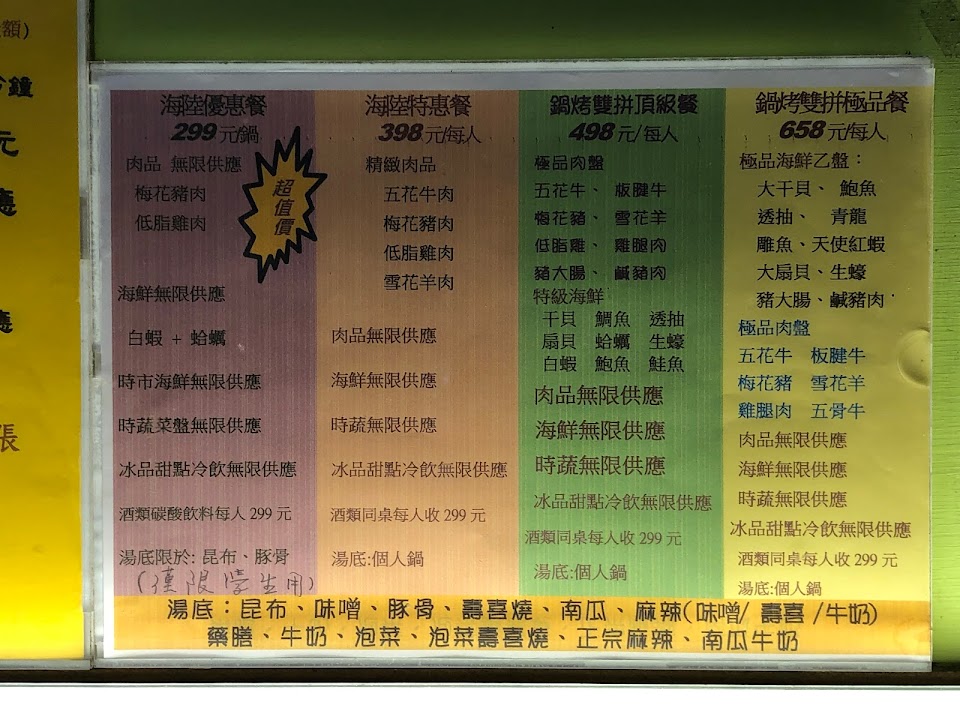 額)
鐘
元
張
海陸優惠餐
299 元/鍋
超值價
肉品 無限供應
梅花豬肉
低脂雞肉
海鮮無限供應
白蝦 + 蛤蠣
時市海鮮無限供應
時蔬菜盤無限供應
冰品甜點冷飲無限供應
酒類碳酸飲料每人 299 元
湯底限於: 昆布、豚骨
(僅限學生用)
海陸特惠餐
398 元/每人
精緻肉品
五花牛肉
梅花豬肉
低脂雞肉
雪花羊肉
肉品無限供應
海鮮無限供應
時蔬無限供應
冰品甜點冷飲無限供應
酒類同桌每人收 299 元
湯底:個人鍋
鍋烤雙拼頂級餐
498 元/每人
極品肉盤
五花牛、 板腱牛
梅花豬、 雪花羊
低脂雞、 雞腿肉
豬大腸、 鹹豬肉
特級海鮮
干貝 鯛魚 透抽
扇貝 蛤蠣 生蠔
白蝦 鮑魚 鮭魚
肉品無限供應
海鮮無限供應
時蔬無限供應
冰品甜點冷飲無限供應
酒類同桌每人收 299 元
湯底:個人鍋
鍋烤雙拼極品餐
658 元/每人
極品海鮮乙盤：
大干貝、 鮑魚
透抽、 青龍
雕魚、天使紅蝦
大扇貝、生蠔
豬大腸、鹹豬肉
極品肉盤
五花牛 板腱牛
梅花豬 雪花羊
雞腿肉 五骨牛
肉品無限供應
海鮮無限供應
時蔬無限供應
冰品甜點冷飲無限供應
酒類同桌每人收 299 元
湯底:個人鍋
湯底：昆布、味噌、豚骨、壽喜燒、南瓜、麻辣(味噌/ 壽喜 /牛奶)
藥膳、牛奶、泡菜、泡菜壽喜燒、正宗麻辣、南瓜牛奶